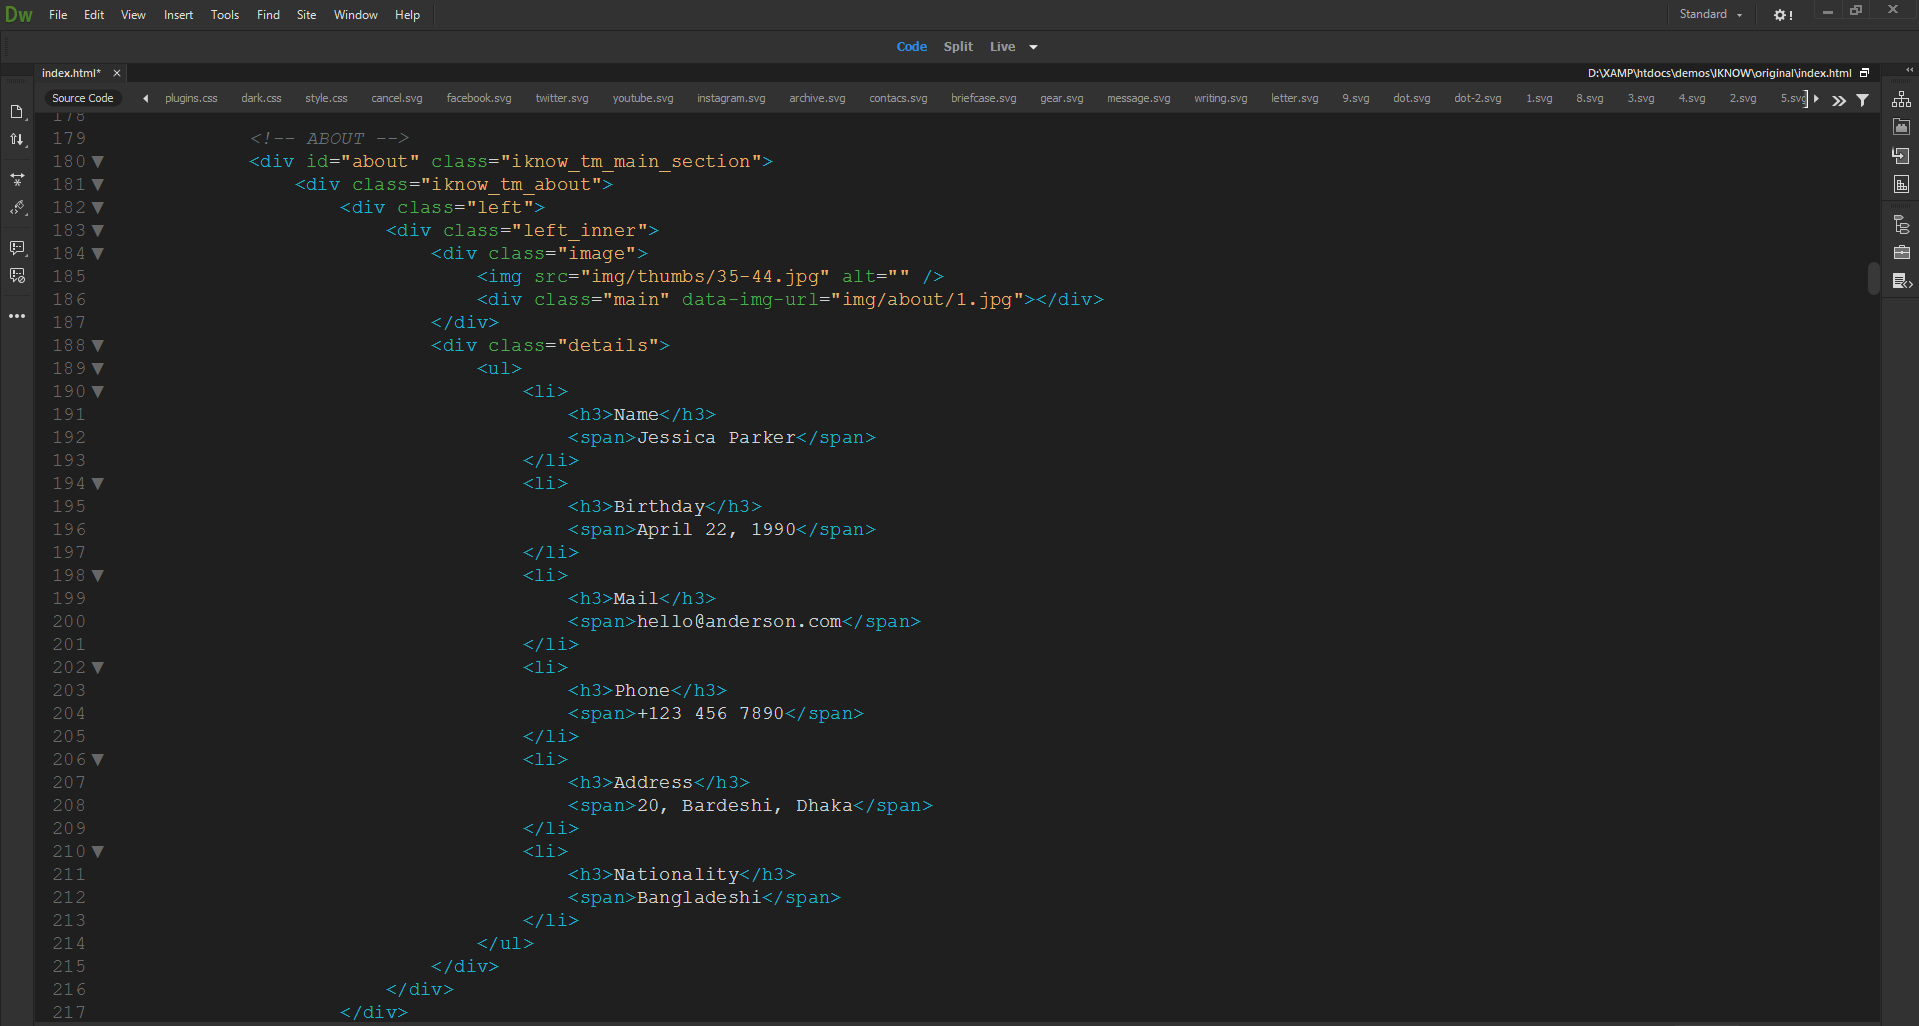 Dw File Edit View Insert Tools Find Site Window Help Standard
Code Split Live
index.html* × D:\XAMP\htdocs\demos\IKNOW\original\index.html
Source Code plugins.css dark.css style.css cancel.svg facebook.svg twitter.svg youtube.svg instagram.svg archive.svg contacs.svg briefcase.svg gear.svg message.svg writing.svg letter.svg 9.svg dot.svg dot-2.svg 1.svg 8.svg 3.svg 4.svg 2.svg 5.svg
178
179 <!-- ABOUT -->
180 <div id="about" class="iknow_tm_main_section">
181 <div class="iknow_tm_about">
182 <div class="left">
183 <div class="left_inner">
184 <div class="image">
185 <img src="img/thumbs/35-44.jpg" alt="" />
186 <div class="main" data-img-url="img/about/1.jpg"></div>
187 </div>
188 <div class="details">
189 <ul>
190 <li>
191 <h3>Name</h3>
192 <span>Jessica Parker</span>
193 </li>
194 <li>
195 <h3>Birthday</h3>
196 <span>April 22, 1990</span>
197 </li>
198 <li>
199 <h3>Mail</h3>
200 <span>hello@anderson.com</span>
201 </li>
202 <li>
203 <h3>Phone</h3>
204 <span>+123 456 7890</span>
205 </li>
206 <li>
207 <h3>Address</h3>
208 <span>20, Bardeshi, Dhaka</span>
209 </li>
210 <li>
211 <h3>Nationality</h3>
212 <span>Bangladeshi</span>
213 </li>
214 </ul>
215 </div>
216 </div>
217 </div>